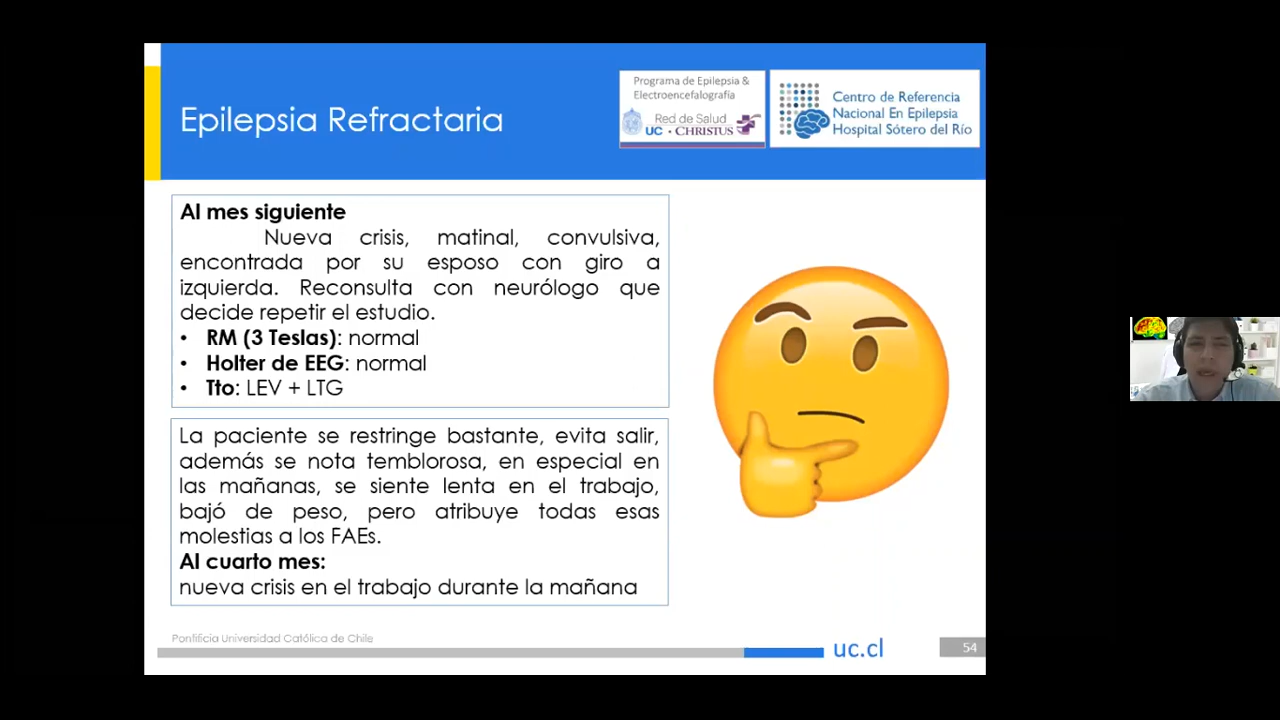 Epilepsia Refractaria
Programa de Epilepsia &
Electroencefalografía
Red de Salud
UC • CHRISTUS
Centro de Referencia
Nacional En Epilepsia
Hospital Sótero del Río
Al mes siguiente
Nueva crisis, matinal, convulsiva,
encontrada por su esposo con giro a
izquierda. Reconsulta con neurólogo que
decide repetir el estudio.
• RM (3 Teslas): normal
• Holter de EEG: normal
• Tto: LEV + LTG
La paciente se restringe bastante, evita salir,
además se nota temblorosa, en especial en
las mañanas, se siente lenta en el trabajo,
bajó de peso, pero atribuye todas esas
molestias a los FAEs.
Al cuarto mes:
nueva crisis en el trabajo durante la mañana
Pontificia Universidad Católica de Chile
uc.cl
54